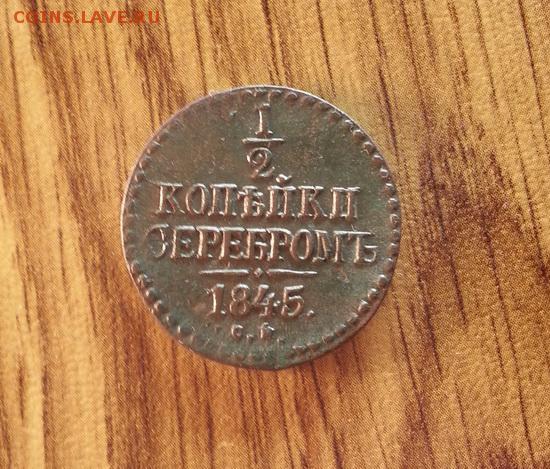 COINS.LAVE.RU
1
2
КОПѢЙКИ
СЕРЕБРОМЪ
1845.
С.М.